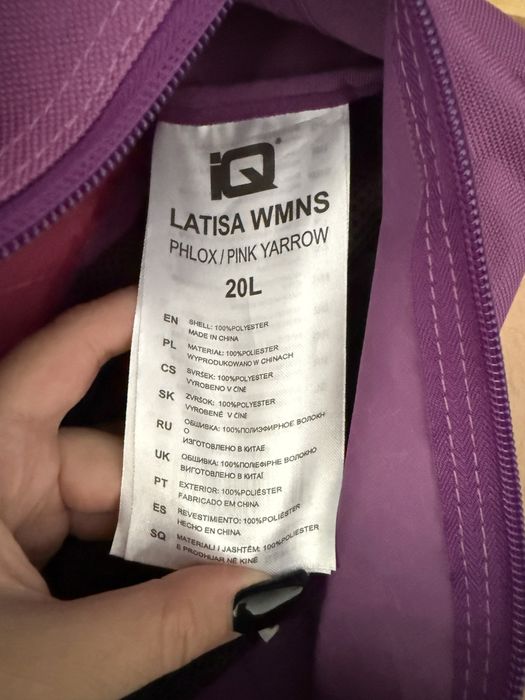 iQ®
LATISA WMNS
PHLOX / PINK YARROW
20L
EN SHELL: 100%POLYESTER
MADE IN CHINA
PL MATERIAŁ: 100%POLIESTER
WYPRODUKOWANO W CHINACH
CS SVRŠEK: 100%POLYESTER
VYROBENO V ČÍNĚ
SK ZVRŠOK: 100%POLYESTER
VYROBENÉ V ČÍNE
RU ОБШИВКА: 100%ПОЛИЭФИРНОЕ ВОЛОКН
О
ИЗГОТОВЛЕНО В КИТАЕ
UK ОБШИВКА: 100%ПОЛІЕФІРНЕ ВОЛОКНО
ВИГОТОВЛЕНО В КИТАЇ
PT EXTERIOR: 100%POLIÉSTER
FABRICADO EM CHINA
ES REVESTIMIENTO: 100%POLIÉSTER
HECHO EN CHINA
SQ MATERIALI I JASHTËM: 100%POLIESTER
E PRODHUAR NË KINË